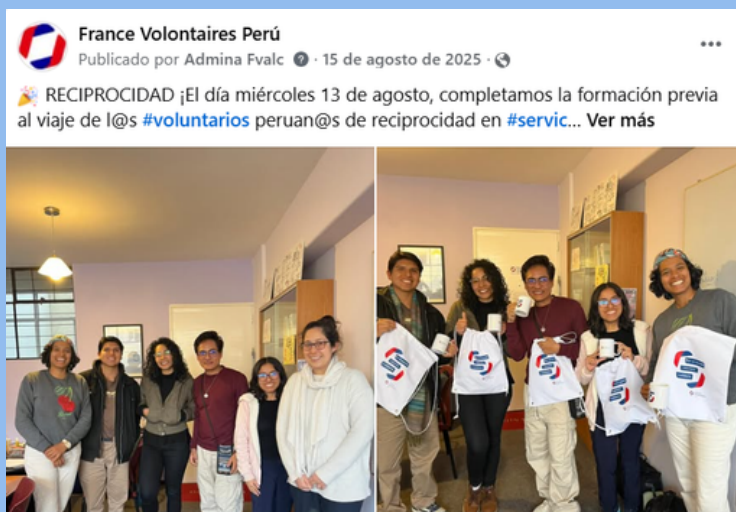 France Volontaires Perú
Publicado por Admina Fvalc · 15 de agosto de 2025 ·
🎉 RECIPROCIDAD ¡El día miércoles 13 de agosto, completamos la formación previa
al viaje de l@s #voluntarios peruan@s de reciprocidad en #servic... Ver más